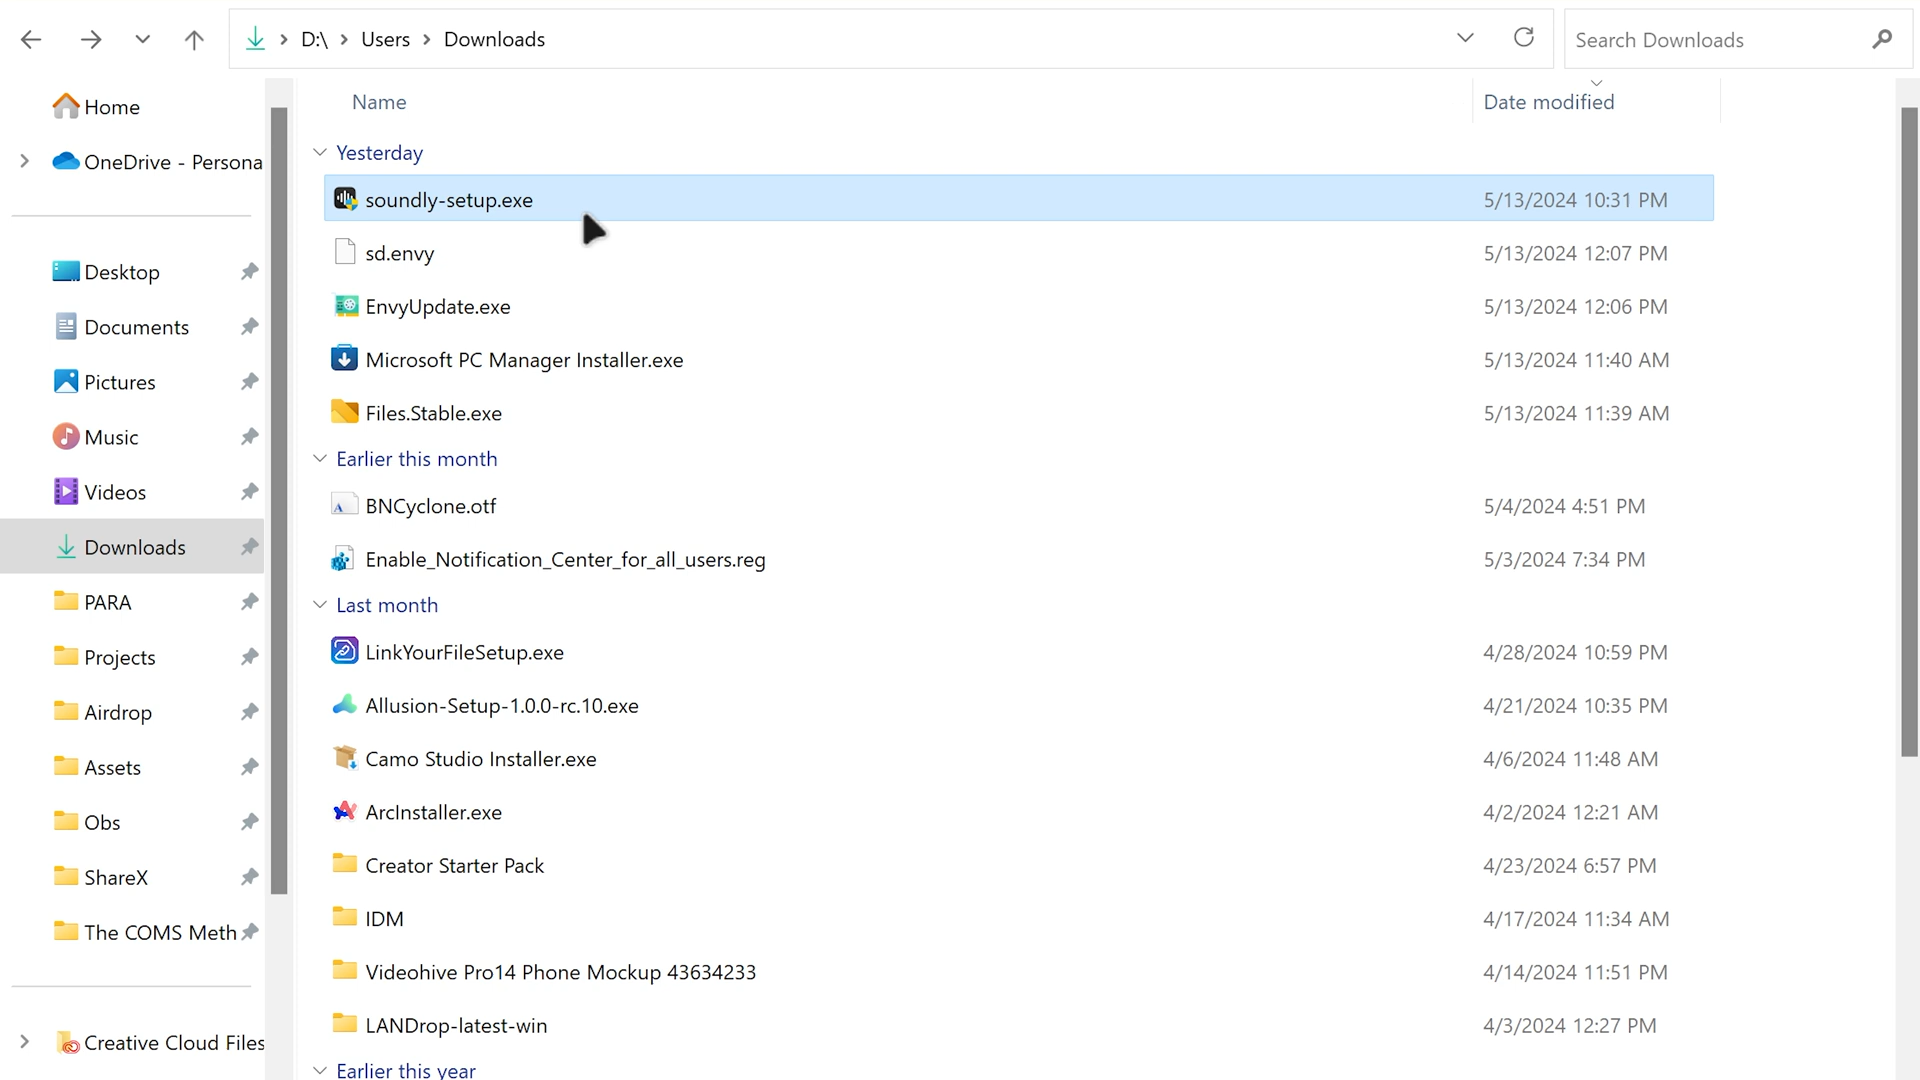 D:\ Users Downloads
Search Downloads
Name Date modified
Home
OneDrive - Persona
Desktop
Documents
Pictures
Music
Videos
Downloads
PARA
Projects
Airdrop
Assets
Obs
ShareX
The COMS Meth
Creative Cloud Files
Yesterday
soundly-setup.exe 5/13/2024 10:31 PM
sd.envy 5/13/2024 12:07 PM
EnvyUpdate.exe 5/13/2024 12:06 PM
Microsoft PC Manager Installer.exe 5/13/2024 11:40 AM
Files.Stable.exe 5/13/2024 11:39 AM
Earlier this month
BNCyclone.otf 5/4/2024 4:51 PM
Enable_Notification_Center_for_all_users.reg 5/3/2024 7:34 PM
Last month
LinkYourFileSetup.exe 4/28/2024 10:59 PM
Allusion-Setup-1.0.0-rc.10.exe 4/21/2024 10:35 PM
Camo Studio Installer.exe 4/6/2024 11:48 AM
ArcInstaller.exe 4/2/2024 12:21 AM
Creator Starter Pack 4/23/2024 6:57 PM
IDM 4/17/2024 11:34 AM
Videohive Pro14 Phone Mockup 43634233 4/14/2024 11:51 PM
LANDrop-latest-win 4/3/2024 12:27 PM
Earlier this year